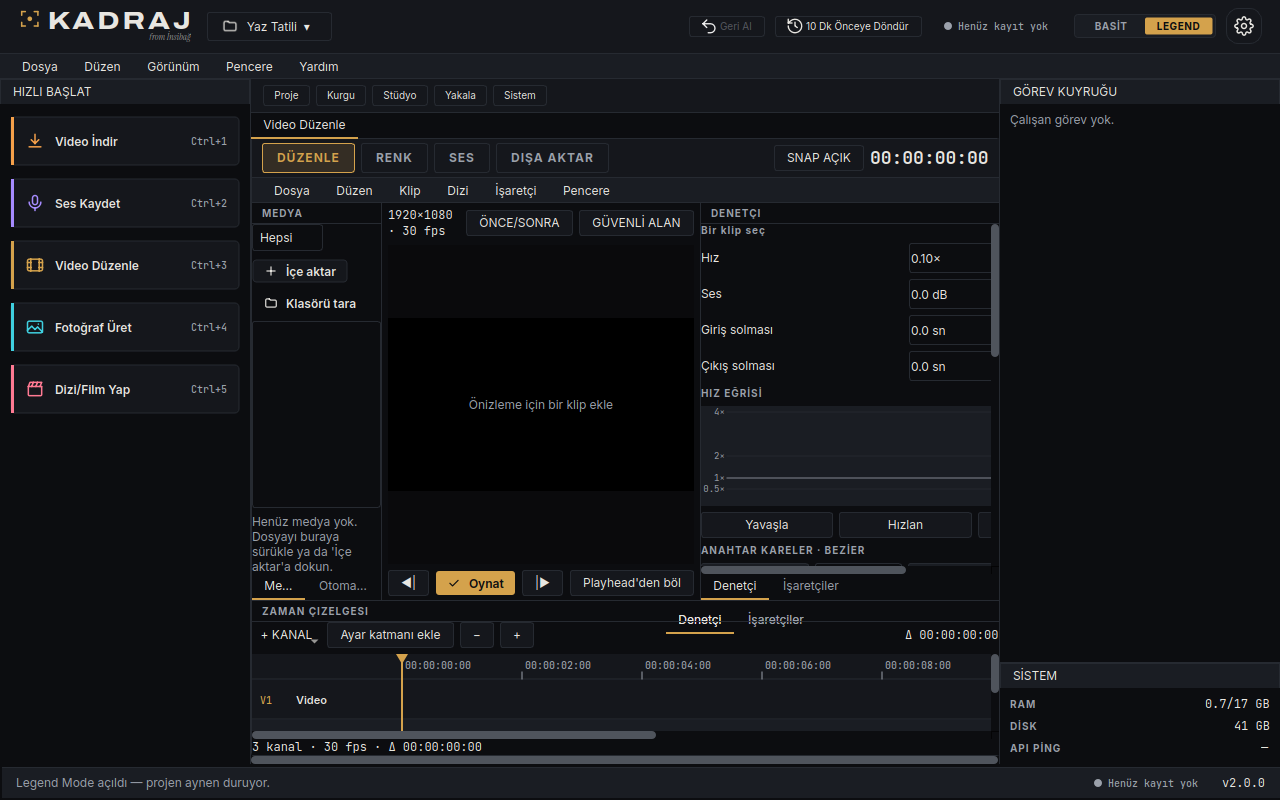 KADRAJ
from Insibag
Yaz Tatili ▾
Geri Al
10 Dk Önceye Döndür
Henüz kayıt yok
BASİT
LEGEND
Dosya
Düzen
Görünüm
Pencere
Yardım
HIZLI BAŞLAT
Video İndir
Ctrl+1
Ses Kaydet
Ctrl+2
Video Düzenle
Ctrl+3
Fotoğraf Üret
Ctrl+4
Dizi/Film Yap
Ctrl+5
Proje
Kurgu
Stüdyo
Yakala
Sistem
Video Düzenle
DÜZENLE
RENK
SES
DIŞA AKTAR
SNAP AÇIK
00:00:00:00
Dosya
Düzen
Klip
Dizi
İşaretçi
Pencere
MEDYA
Hepsi
+ İçe aktar
Klasörü tara
Henüz medya yok.
Dosyayı buraya
sürükle ya da 'İçe
aktar'a dokun.
Me...
Otoma...
1920×1080
· 30 fps
ÖNCE/SONRA
GÜVENLİ ALAN
Önizleme için bir klip ekle
Oynat
Playhead'den böl
DENETÇİ
Bir klip seç
Hız
0.10×
Ses
0.0 dB
Giriş solması
0.0 sn
Çıkış solması
0.0 sn
HIZ EĞRİSİ
4×
2×
1×
0.5×
Yavaşla
Hızlan
ANAHTAR KARELER · BEZİER
Denetçi
İşaretçiler
ZAMAN ÇİZELGESİ
Denetçi
İşaretçiler
+ KANAL
Ayar katmanı ekle
−
+
Δ 00:00:00:00
00:00:00:00
00:00:02:00
00:00:04:00
00:00:06:00
00:00:08:00
V1
Video
3 kanal · 30 fps · Δ 00:00:00:00
GÖREV KUYRUĞU
Çalışan görev yok.
SİSTEM
RAM
0.7/17 GB
DİSK
41 GB
API PING
—
Legend Mode açıldı — projen aynen duruyor.
Henüz kayıt yok
v2.0.0